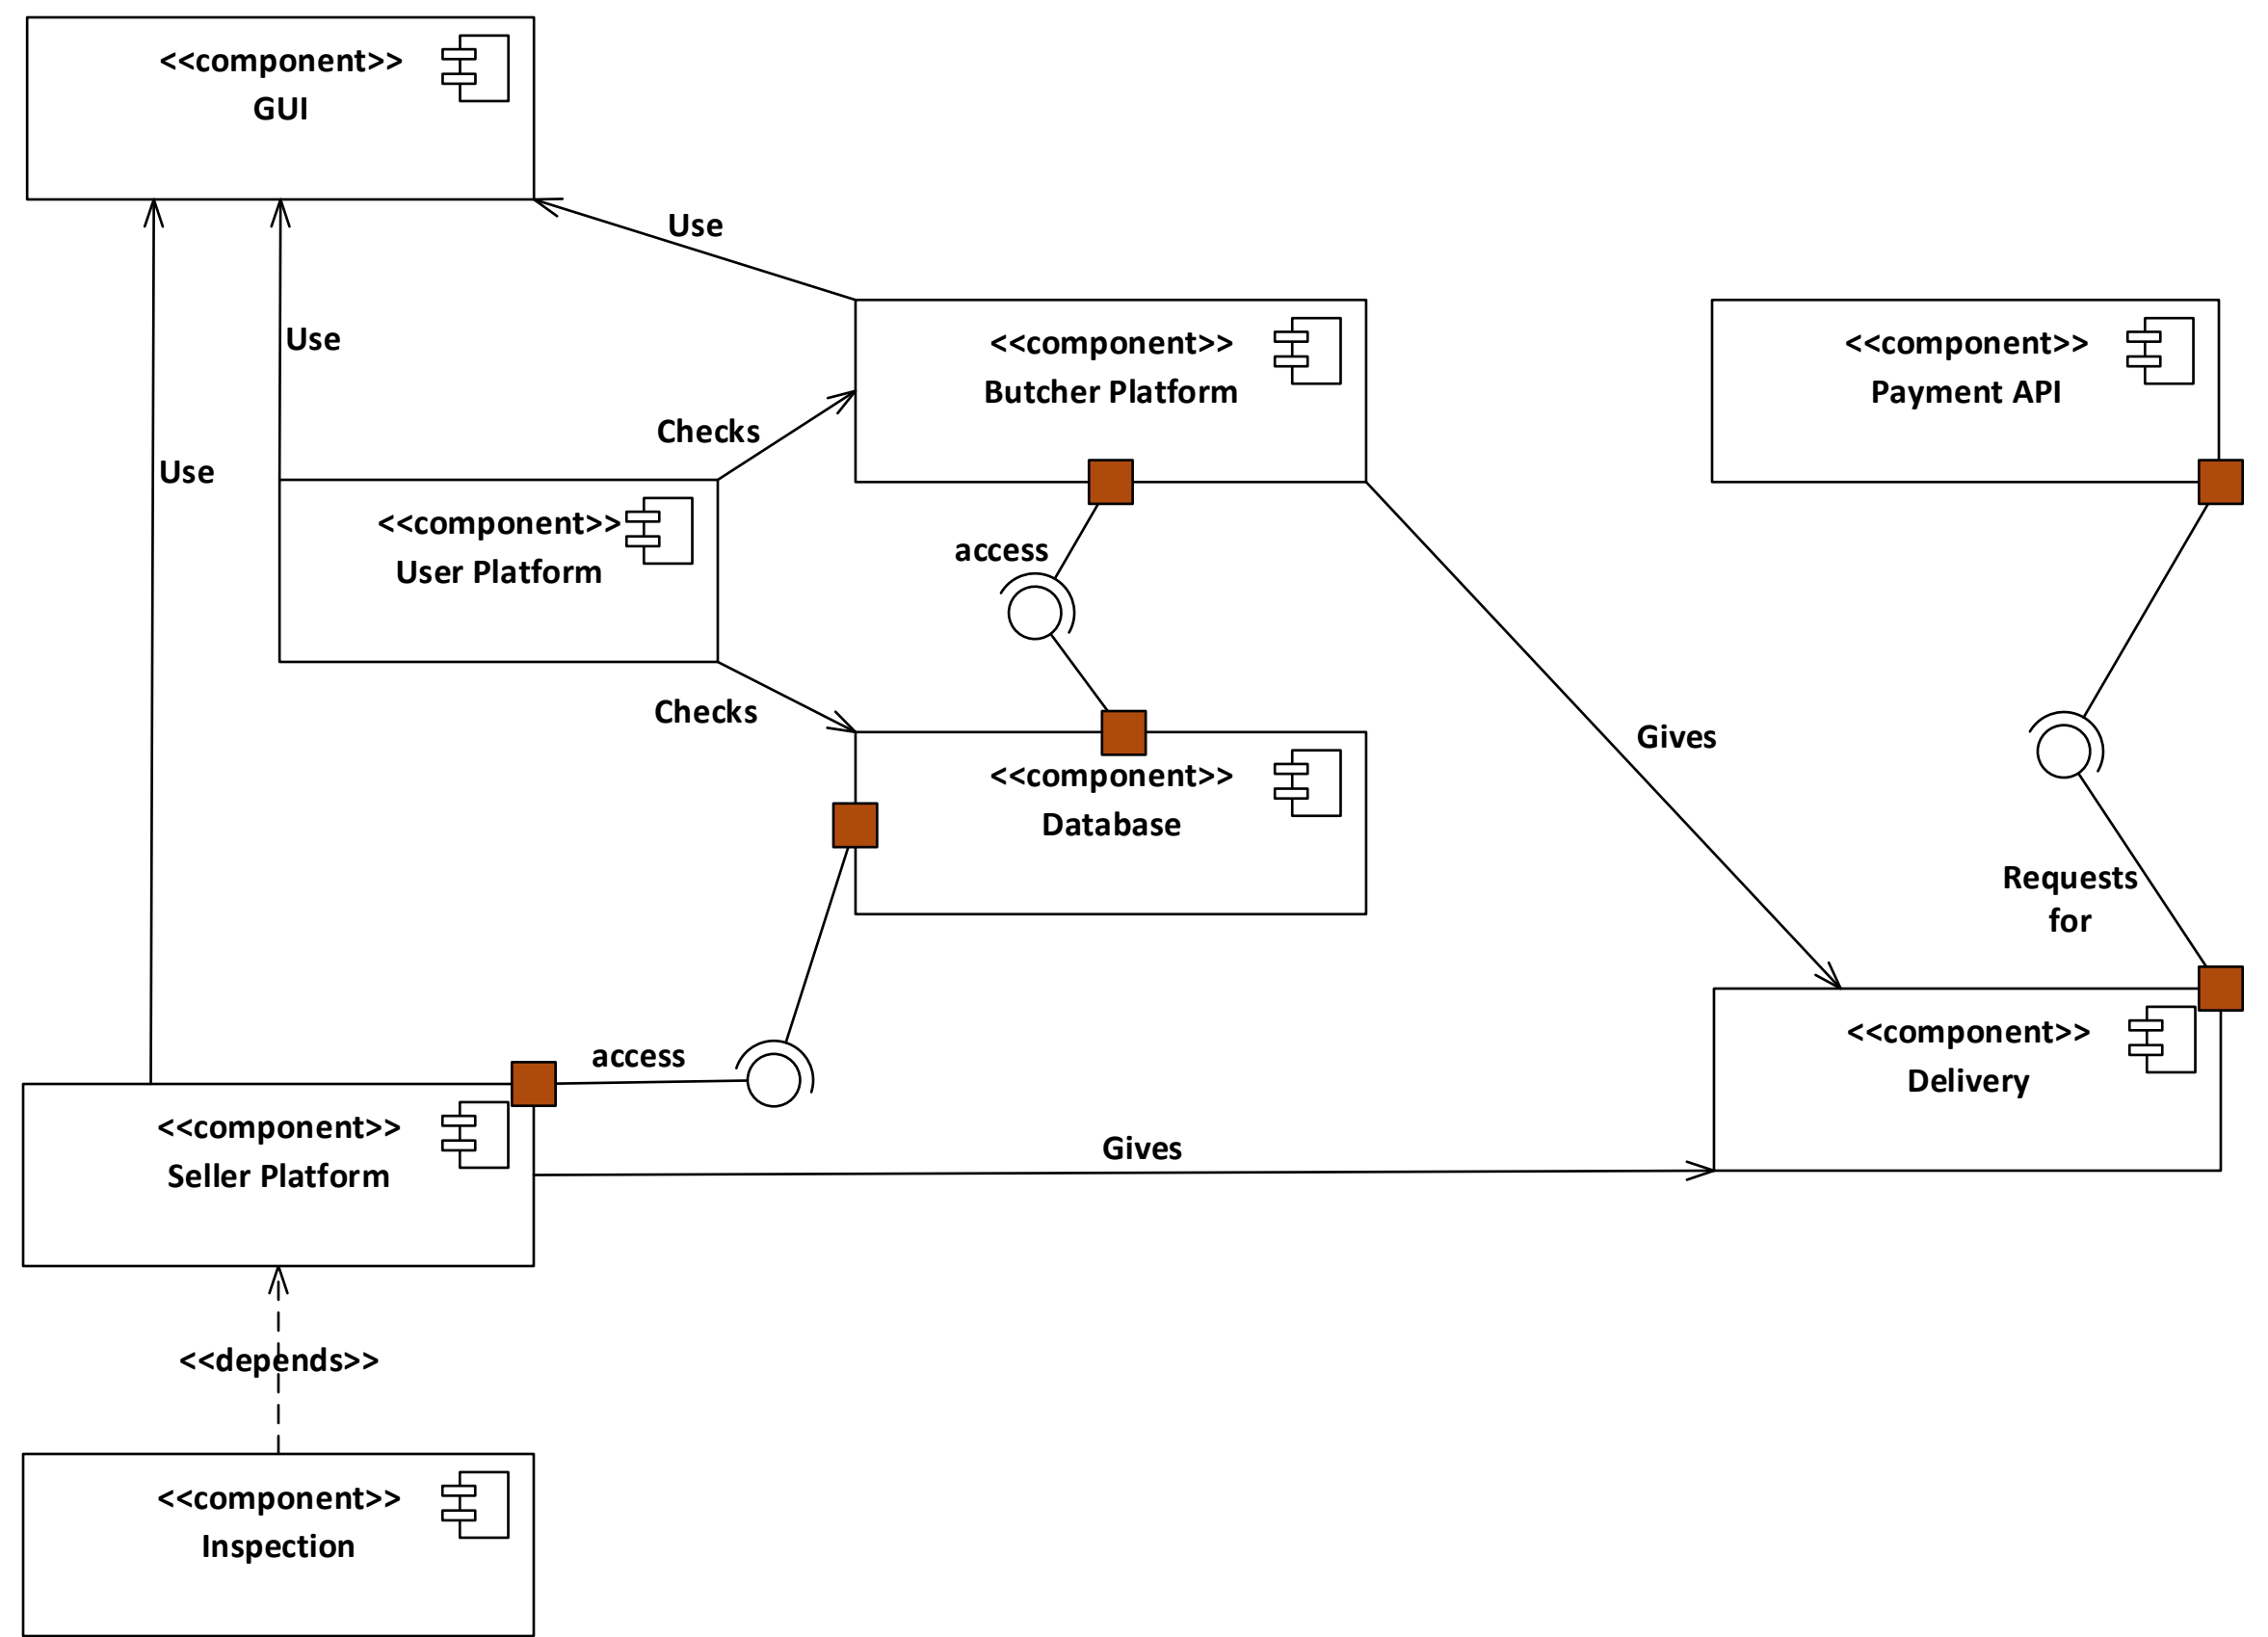 <<component>>
GUI
Use
Use
<<component>>
Butcher Platform
<<component>>
Payment API
Checks
Use
<<component>>
User Platform
access
Checks
Gives
<<component>>
Database
Requests
for
<<component>>
Delivery
access
<<component>>
Seller Platform
Gives
<<depends>>
<<component>>
Inspection